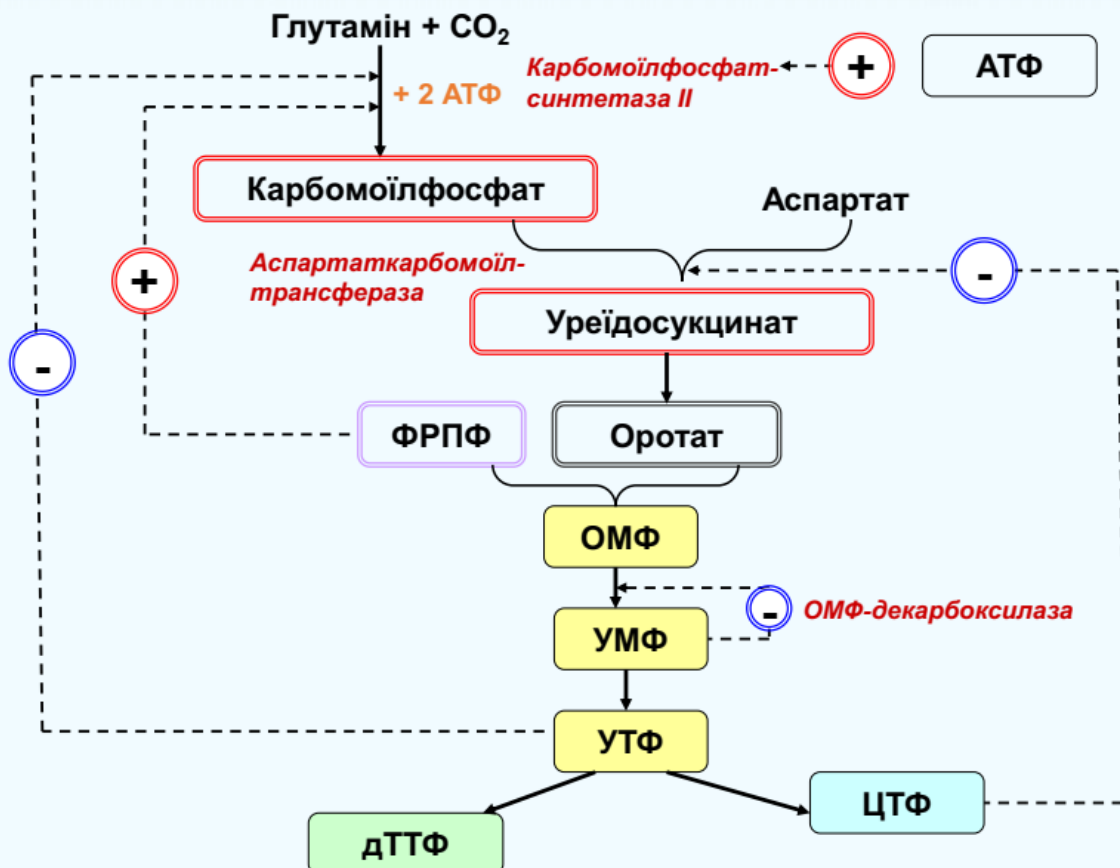 Глутамін + CO₂
+ 2 АТФ
Карбомоїлфосфат-
синтетаза II
+
АТФ
Карбомоїлфосфат
Аспартат
Аспартаткарбомоїл-
трансфераза
+
-
Уреїдосукцинат
-
ФРПФ
Оротат
ОМФ
-
ОМФ-декарбоксилаза
УМФ
УТФ
ЦТФ
дТТФ